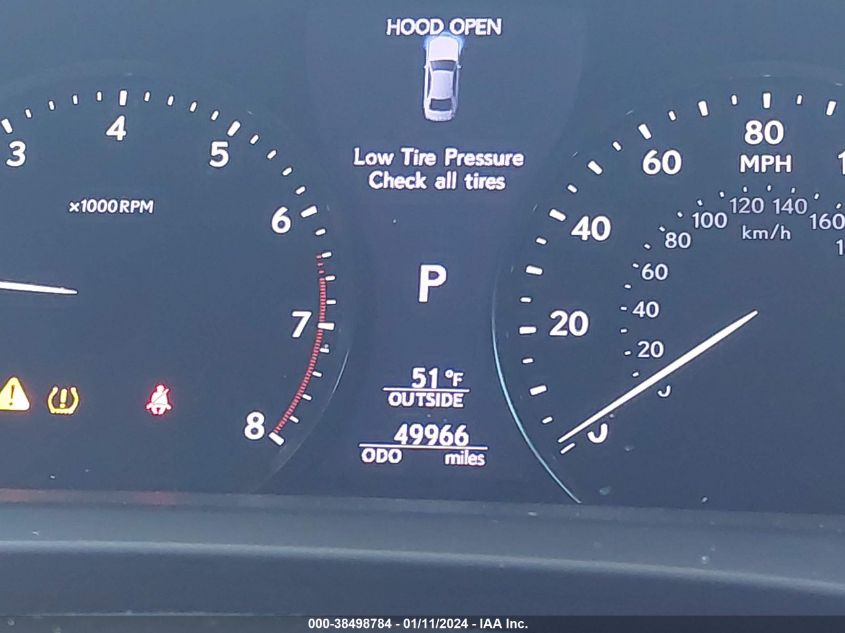 HOOD OPEN
Low Tire Pressure
Check all tires
3 4 5 6 7 8
×1000 RPM
P
51 °F
OUTSIDE
49966
ODO miles
20 40 60 80
MPH
20 40 60 80 100 120 140 160
km/h
000-38498784 - 01/11/2024 - IAA Inc.